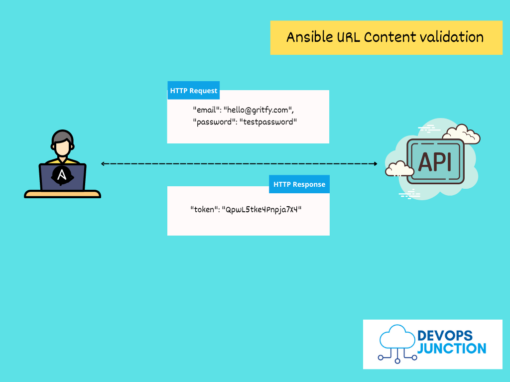 Ansible URL Content validation
HTTP Request
"email": "hello@gritfy.com",
"password": "testpassword"
API
HTTP Response
"token": "QpwL5tke4Pnpja7X4"
DEVOPS
JUNCTION